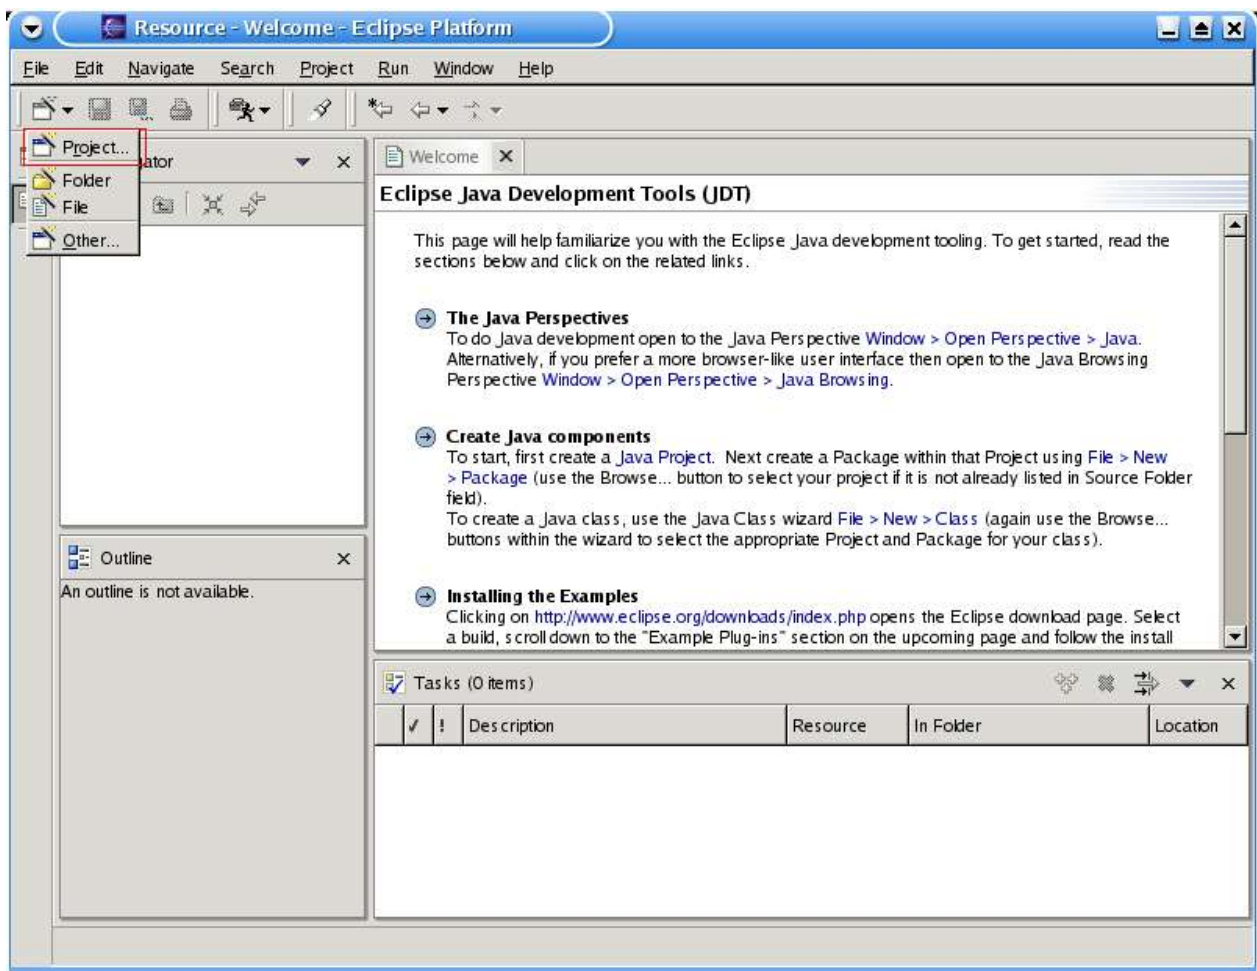 Resource - Welcome - Eclipse Platform
File Edit Navigate Search Project Run Window Help
Project...
Folder
File
Other...
ator
Welcome
Eclipse Java Development Tools (JDT)
This page will help familiarize you with the Eclipse Java development tooling. To get started, read the
sections below and click on the related links.
The Java Perspectives
To do Java development open to the Java Perspective Window > Open Perspective > Java.
Alternatively, if you prefer a more browser-like user interface then open to the Java Browsing
Perspective Window > Open Perspective > Java Browsing.
Create Java components
To start, first create a Java Project. Next create a Package within that Project using File > New
> Package (use the Browse... button to select your project if it is not already listed in Source Folder
field).
To create a Java class, use the Java Class wizard File > New > Class (again use the Browse...
buttons within the wizard to select the appropriate Project and Package for your class).
Installing the Examples
Clicking on http://www.eclipse.org/downloads/index.php opens the Eclipse download page. Select
a build, scroll down to the "Example Plug-ins" section on the upcoming page and follow the install
Outline
An outline is not available.
Tasks (0 items)
✓ ! Description Resource In Folder Location